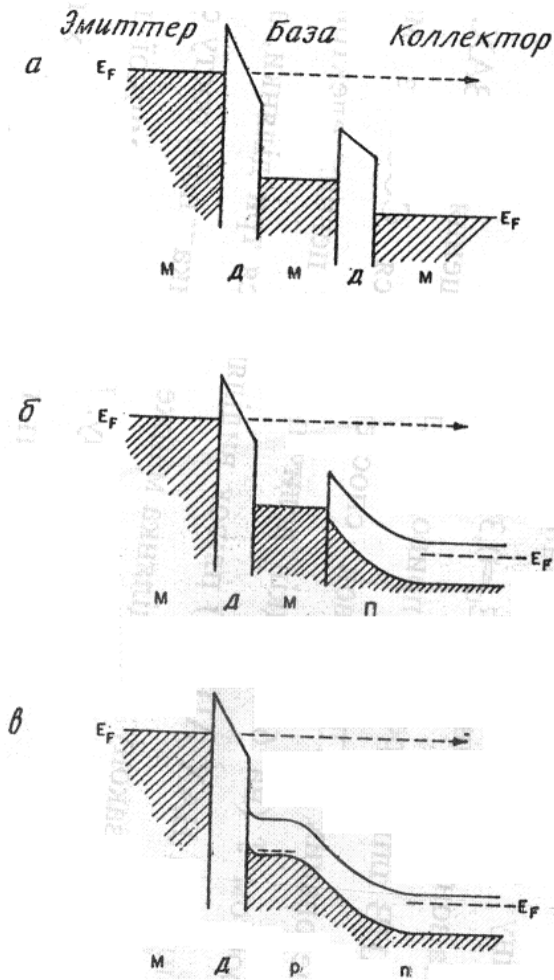 Эмиттер База Коллектор
а
E_F
E_F
М Д М Д М
б
E_F
E_F
М Д М П
в
E_F
E_F
М Д р n